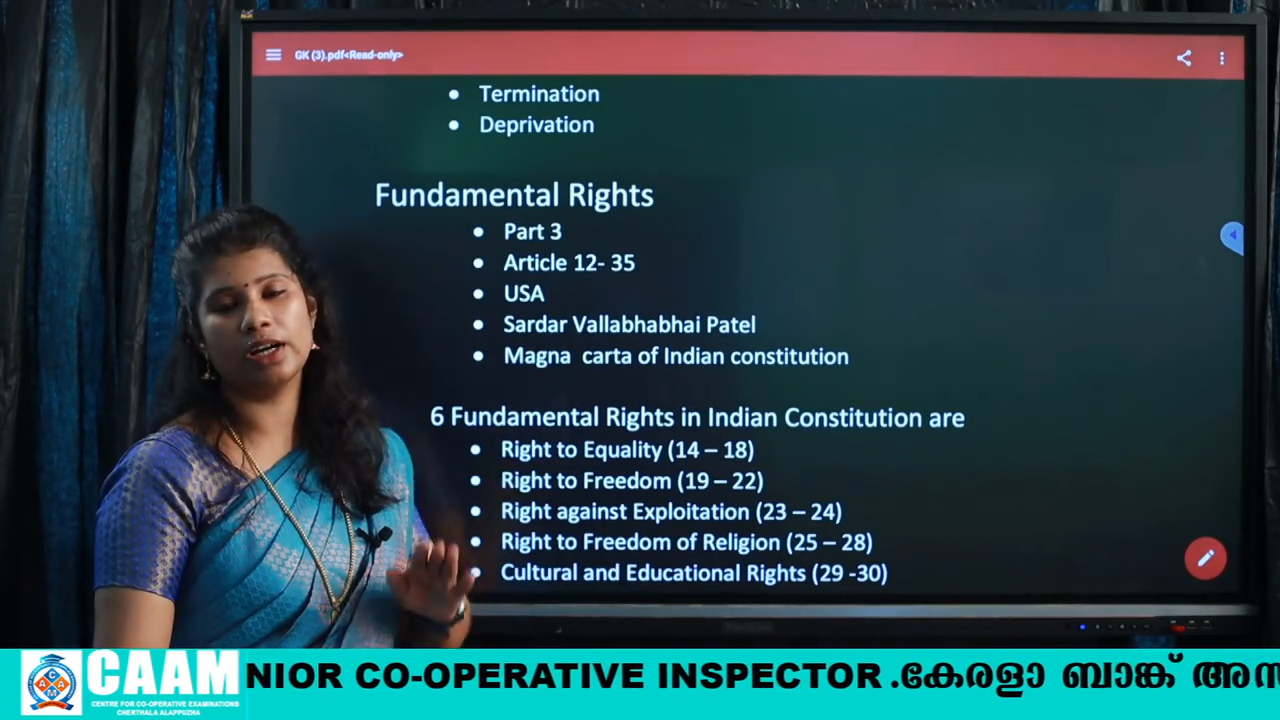 GK (3).pdf<Read-only>
• Termination
• Deprivation
Fundamental Rights
• Part 3
• Article 12- 35
• USA
• Sardar Vallabhabhai Patel
• Magna carta of Indian constitution
6 Fundamental Rights in Indian Constitution are
• Right to Equality (14 – 18)
• Right to Freedom (19 – 22)
• Right against Exploitation (23 – 24)
• Right to Freedom of Religion (25 – 28)
• Cultural and Educational Rights (29 -30)
CAAM
CENTRE FOR CO-OPERATIVE EXAMINATIONS
CHERTHALA ALAPPUZHA
NIOR CO-OPERATIVE INSPECTOR .കേരളാ ബാങ്ക് അസ